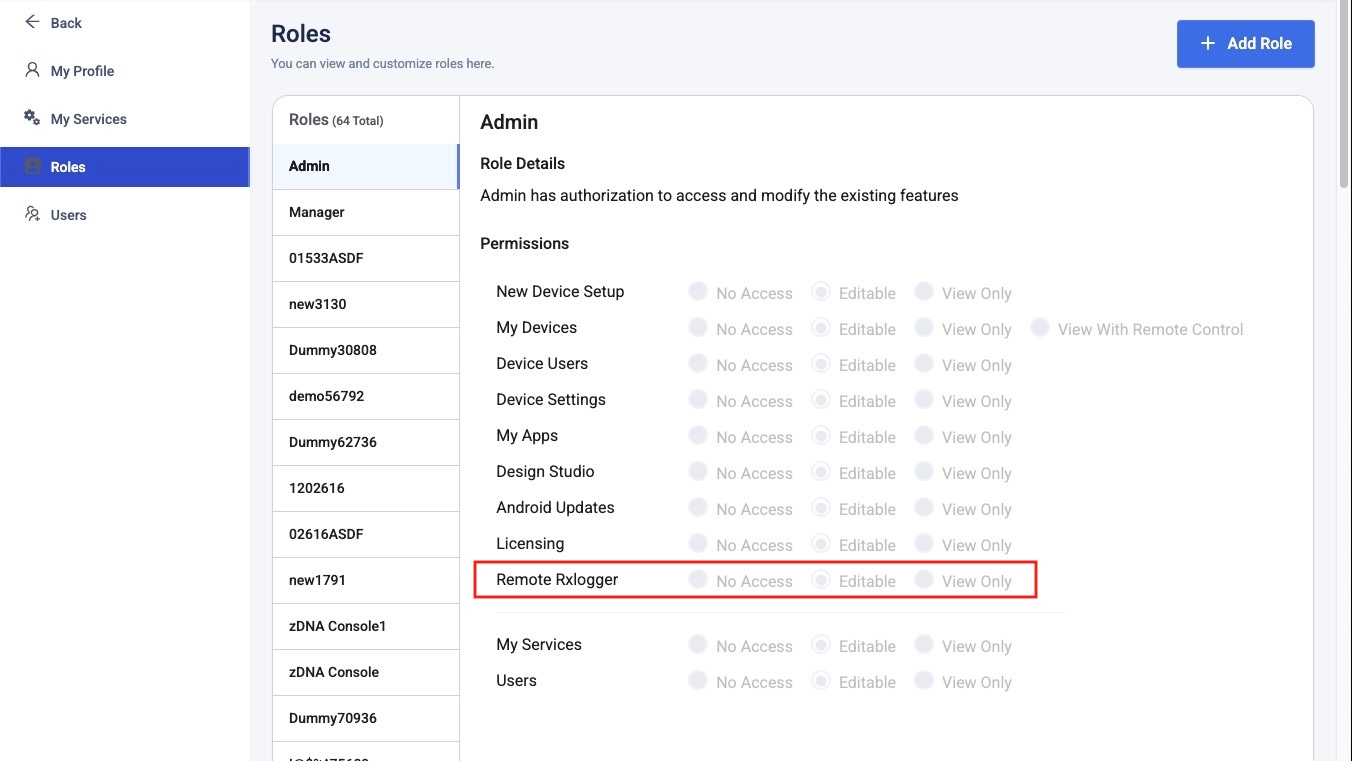 Back
My Profile
My Services
Roles
Users
Roles
You can view and customize roles here.
+ Add Role
Roles (64 Total)
Admin
Manager
01533ASDF
new3130
Dummy30808
demo56792
Dummy62736
1202616
02616ASDF
new1791
zDNA Console1
zDNA Console
Dummy70936
Admin
Role Details
Admin has authorization to access and modify the existing features
Permissions
New Device Setup No Access Editable View Only
My Devices No Access Editable View Only View With Remote Control
Device Users No Access Editable View Only
Device Settings No Access Editable View Only
My Apps No Access Editable View Only
Design Studio No Access Editable View Only
Android Updates No Access Editable View Only
Licensing No Access Editable View Only
Remote Rxlogger No Access Editable View Only
My Services No Access Editable View Only
Users No Access Editable View Only